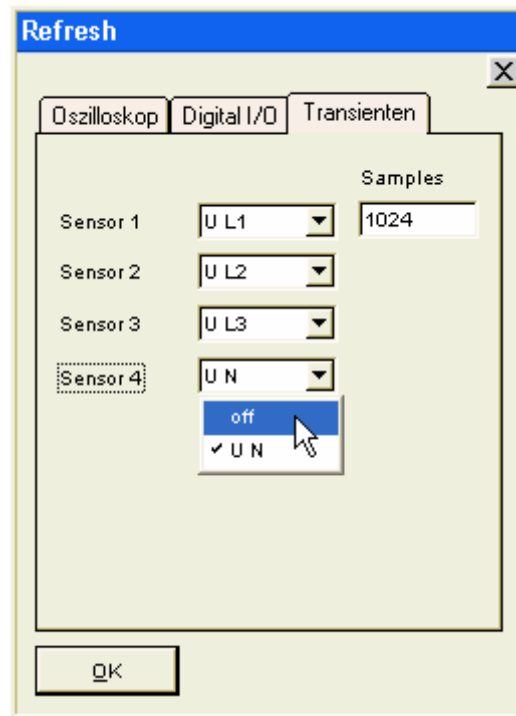 Refresh
Oszilloskop Digital I/O Transienten
Samples
Sensor 1 U L1 1024
Sensor 2 U L2
Sensor 3 U L3
Sensor 4 U N
off
✓ U N
OK